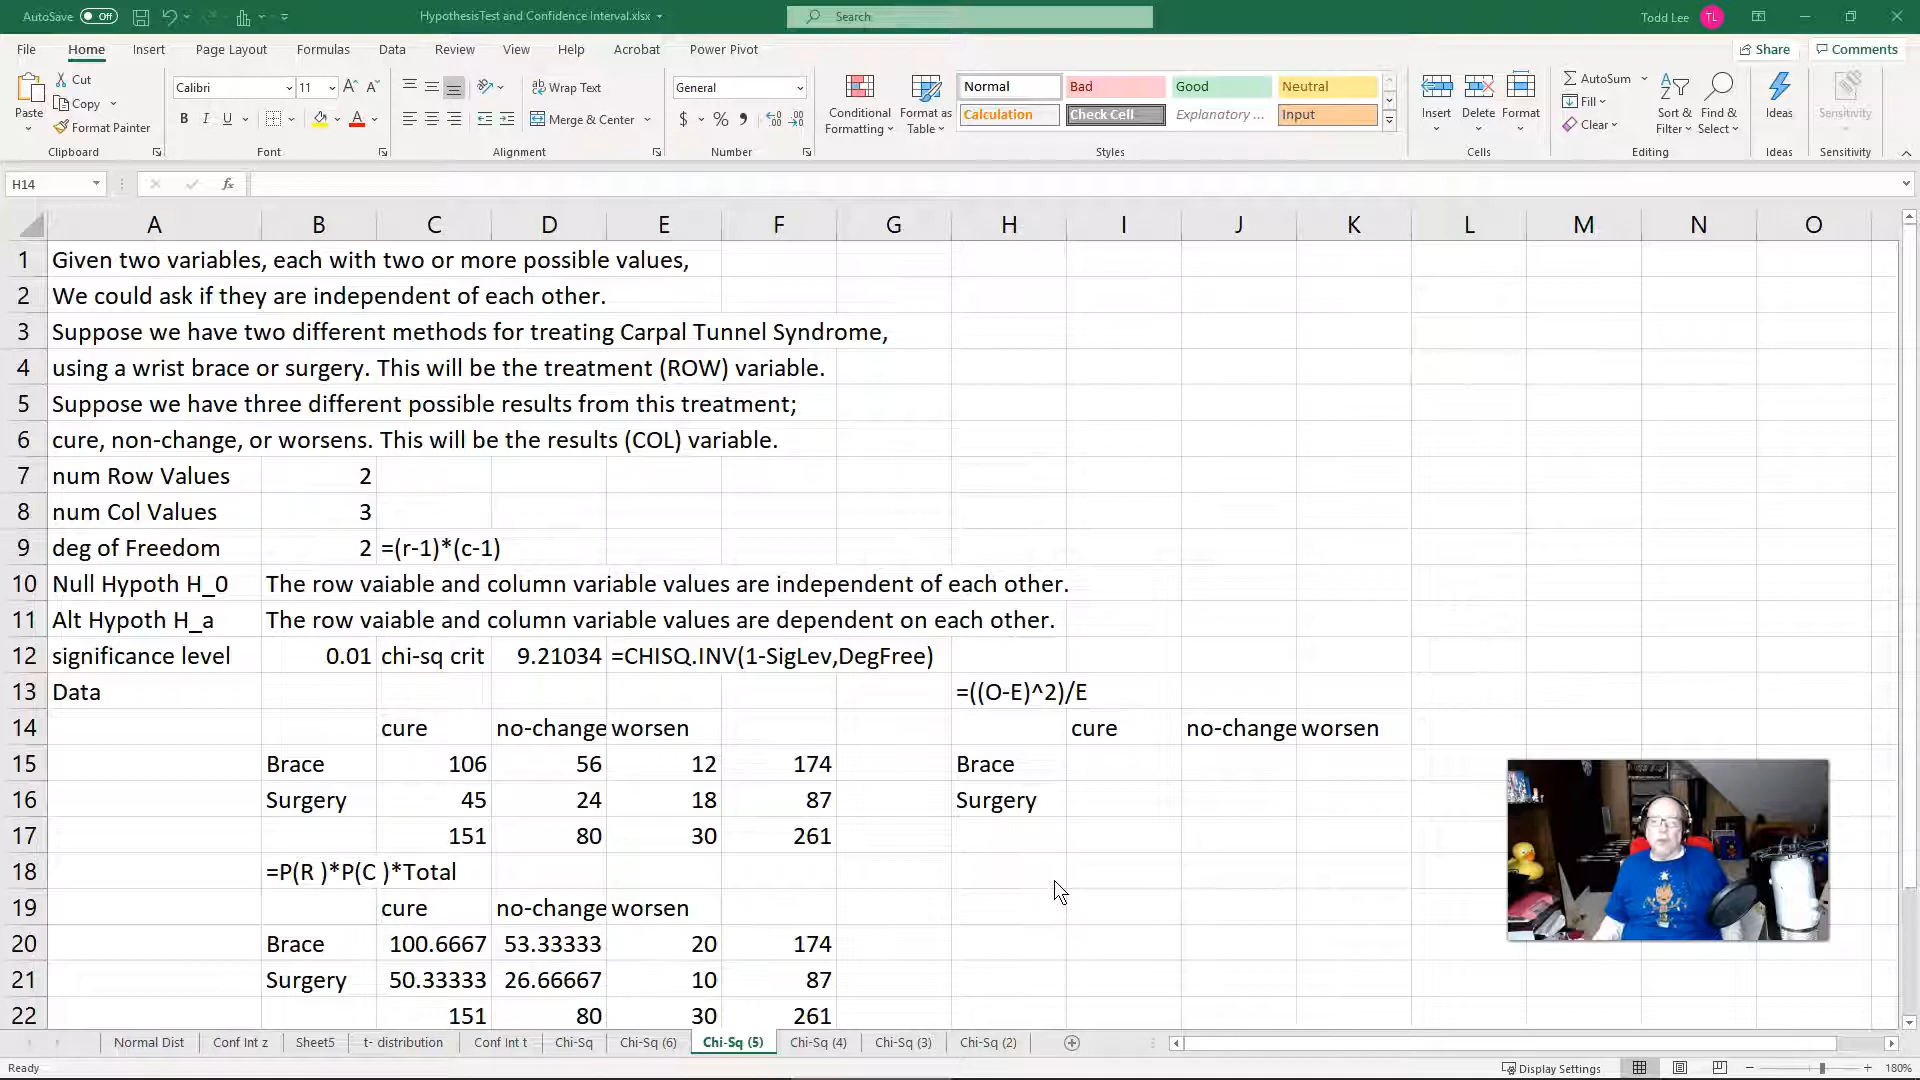 AutoSave Off HypothesisTest and Confidence Interval.xlsx Search Todd Lee TL
File Home Insert Page Layout Formulas Data Review View Help Acrobat Power Pivot Share Comments
Paste Cut Copy Format Painter
Calibri 11 Wrap Text General
Merge & Center
Conditional Formatting Format as Table
Normal Bad Good Neutral
Calculation Check Cell Explanatory ... Input
Insert Delete Format
AutoSum Fill Clear
Sort & Filter Find & Select Ideas Sensitivity
Clipboard Font Alignment Number Styles Cells Editing Ideas Sensitivity
H14 fx
A B C D E F G H I J K L M N O
1 Given two variables, each with two or more possible values,
2 We could ask if they are independent of each other.
3 Suppose we have two different methods for treating Carpal Tunnel Syndrome,
4 using a wrist brace or surgery. This will be the treatment (ROW) variable.
5 Suppose we have three different possible results from this treatment;
6 cure, non-change, or worsens. This will be the results (COL) variable.
7 num Row Values 2
8 num Col Values 3
9 deg of Freedom 2 =(r-1)*(c-1)
10 Null Hypoth H_0 The row vaiable and column variable values are independent of each other.
11 Alt Hypoth H_a The row vaiable and column variable values are dependent on each other.
12 significance level 0.01 chi-sq crit 9.21034 =CHISQ.INV(1-SigLev,DegFree)
13 Data =((O-E)^2)/E
14 cure no-change worsen cure no-change worsen
15 Brace 106 56 12 174 Brace
16 Surgery 45 24 18 87 Surgery
17 151 80 30 261
18 =P(R )*P(C )*Total
19 cure no-change worsen
20 Brace 100.6667 53.33333 20 174
21 Surgery 50.33333 26.66667 10 87
22 151 80 30 261
Normal Dist Conf Int z Sheet5 t- distribution Conf Int t Chi-Sq Chi-Sq (6) Chi-Sq (5) Chi-Sq (4) Chi-Sq (3) Chi-Sq (2)
Ready Display Settings 180%